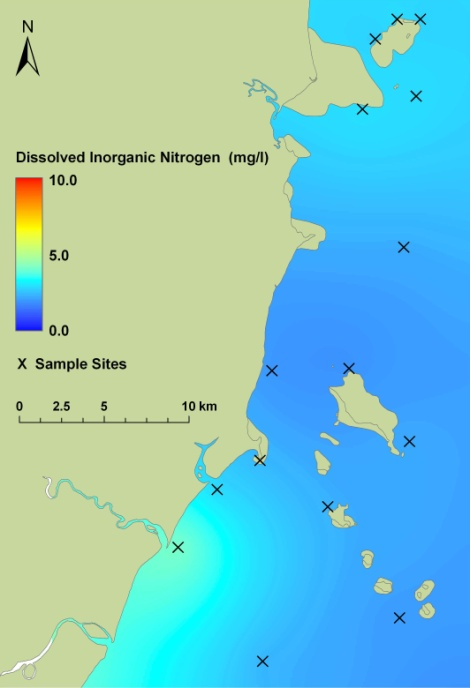 N
Dissolved Inorganic Nitrogen (mg/l)
10.0
5.0
0.0
X Sample Sites
0 2.5 5 10 km